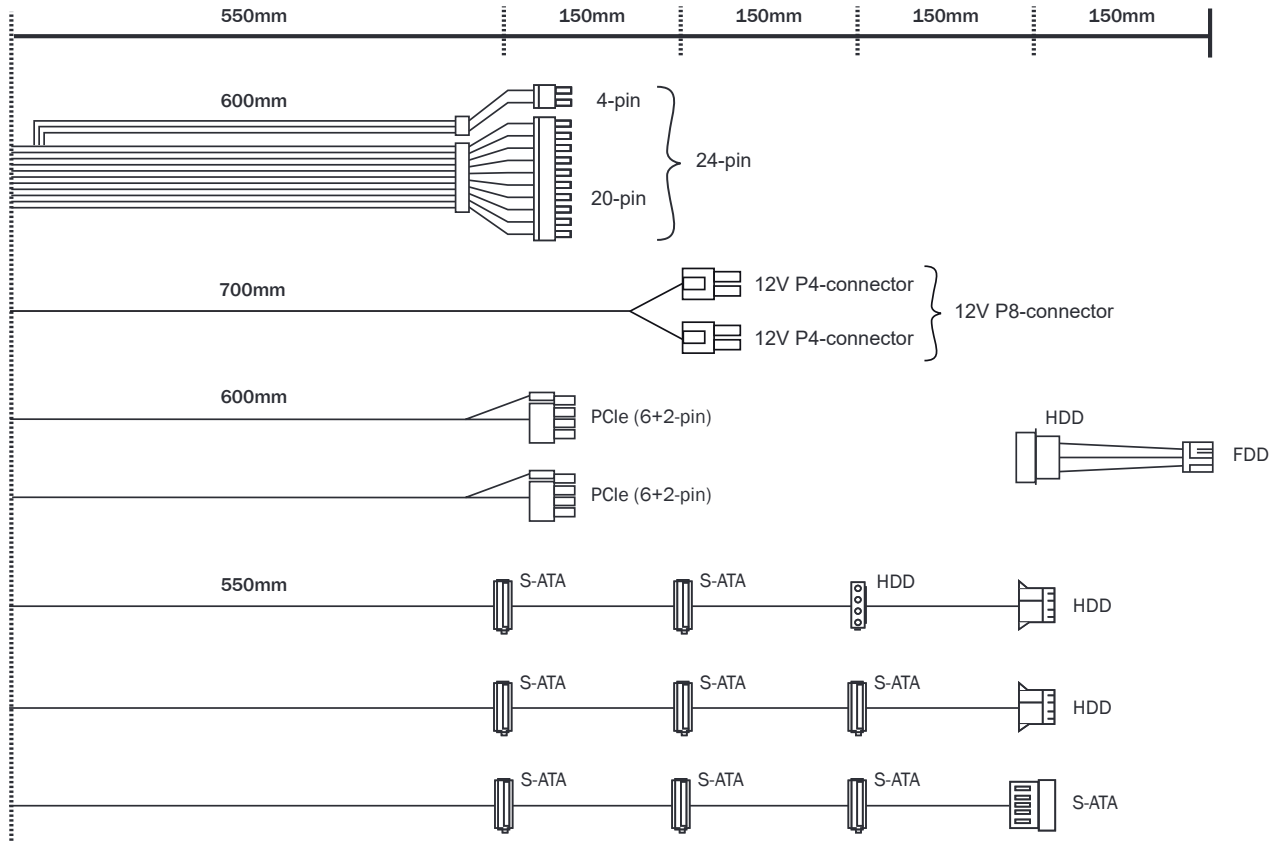 550mm 150mm 150mm 150mm 150mm
600mm 4-pin
24-pin
20-pin
700mm 12V P4-connector
12V P8-connector
12V P4-connector
600mm PCIe (6+2-pin)
HDD
FDD
PCIe (6+2-pin)
550mm S-ATA S-ATA HDD
HDD
S-ATA S-ATA S-ATA
HDD
S-ATA S-ATA S-ATA
S-ATA